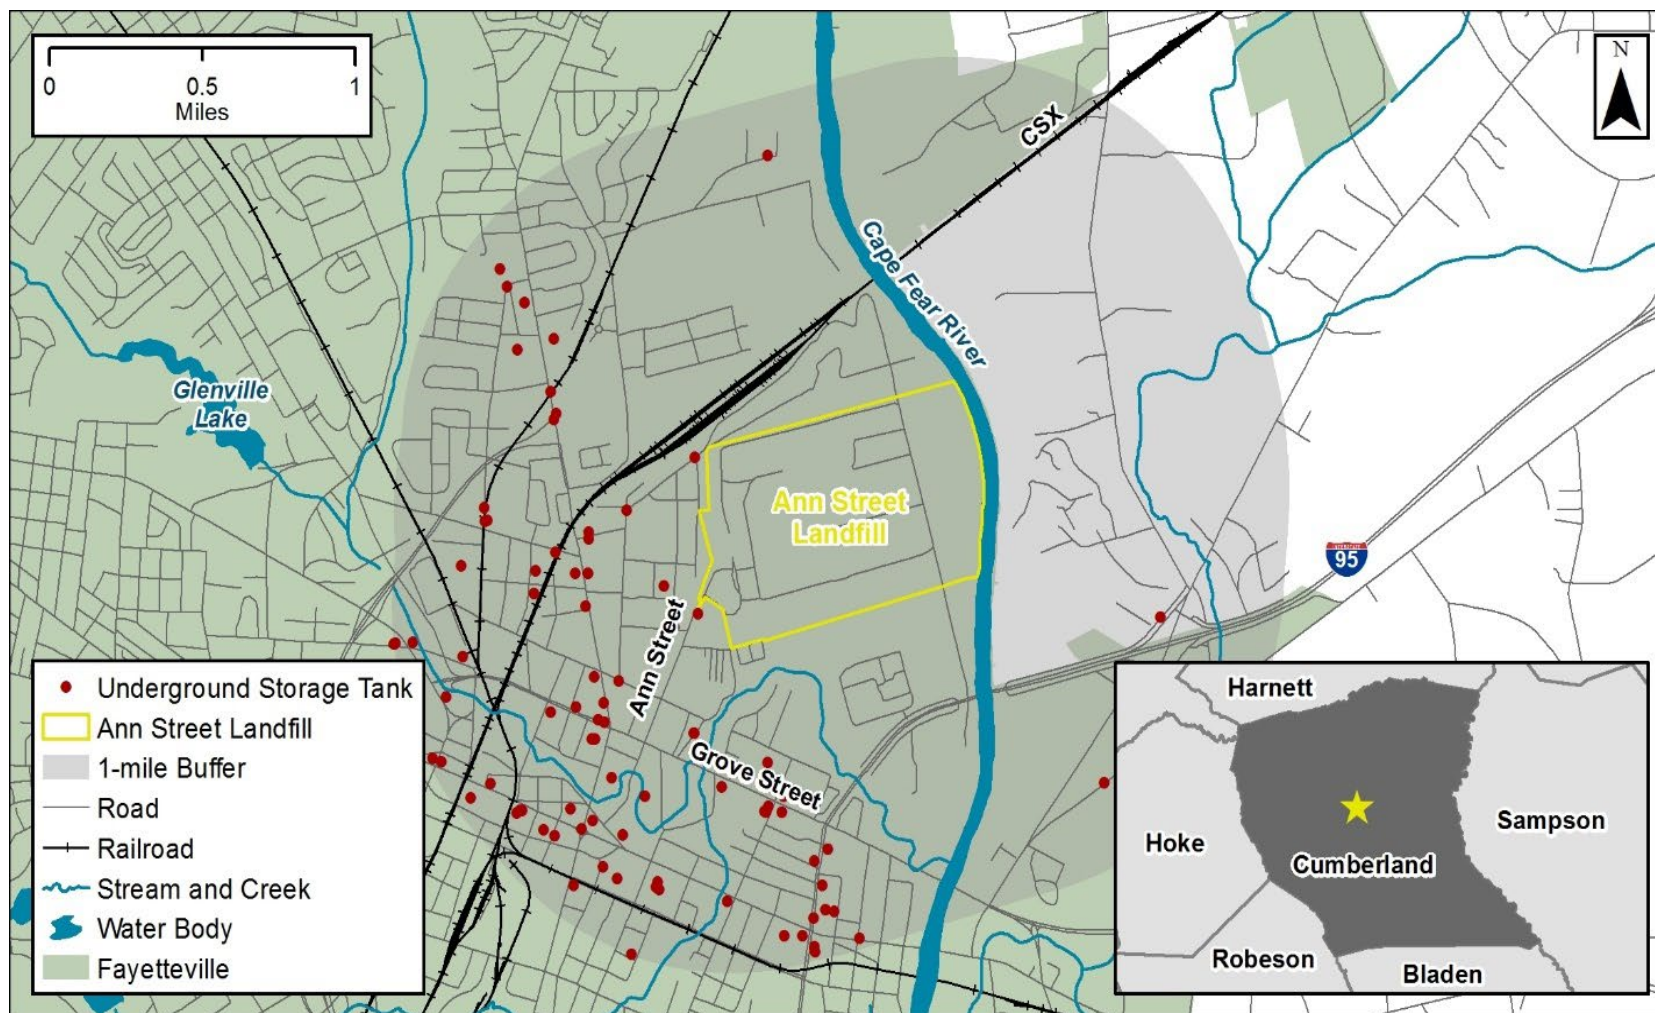 0
0.5
1
Miles
N
CSX
Cape Fear River
Glenville
Lake
Ann Street
Landfill
95
Ann Street
Grove Street
Underground Storage Tank
Ann Street Landfill
1-mile Buffer
Road
Railroad
Stream and Creek
Water Body
Fayetteville
Harnett
Hoke
Sampson
Cumberland
Robeson
Bladen